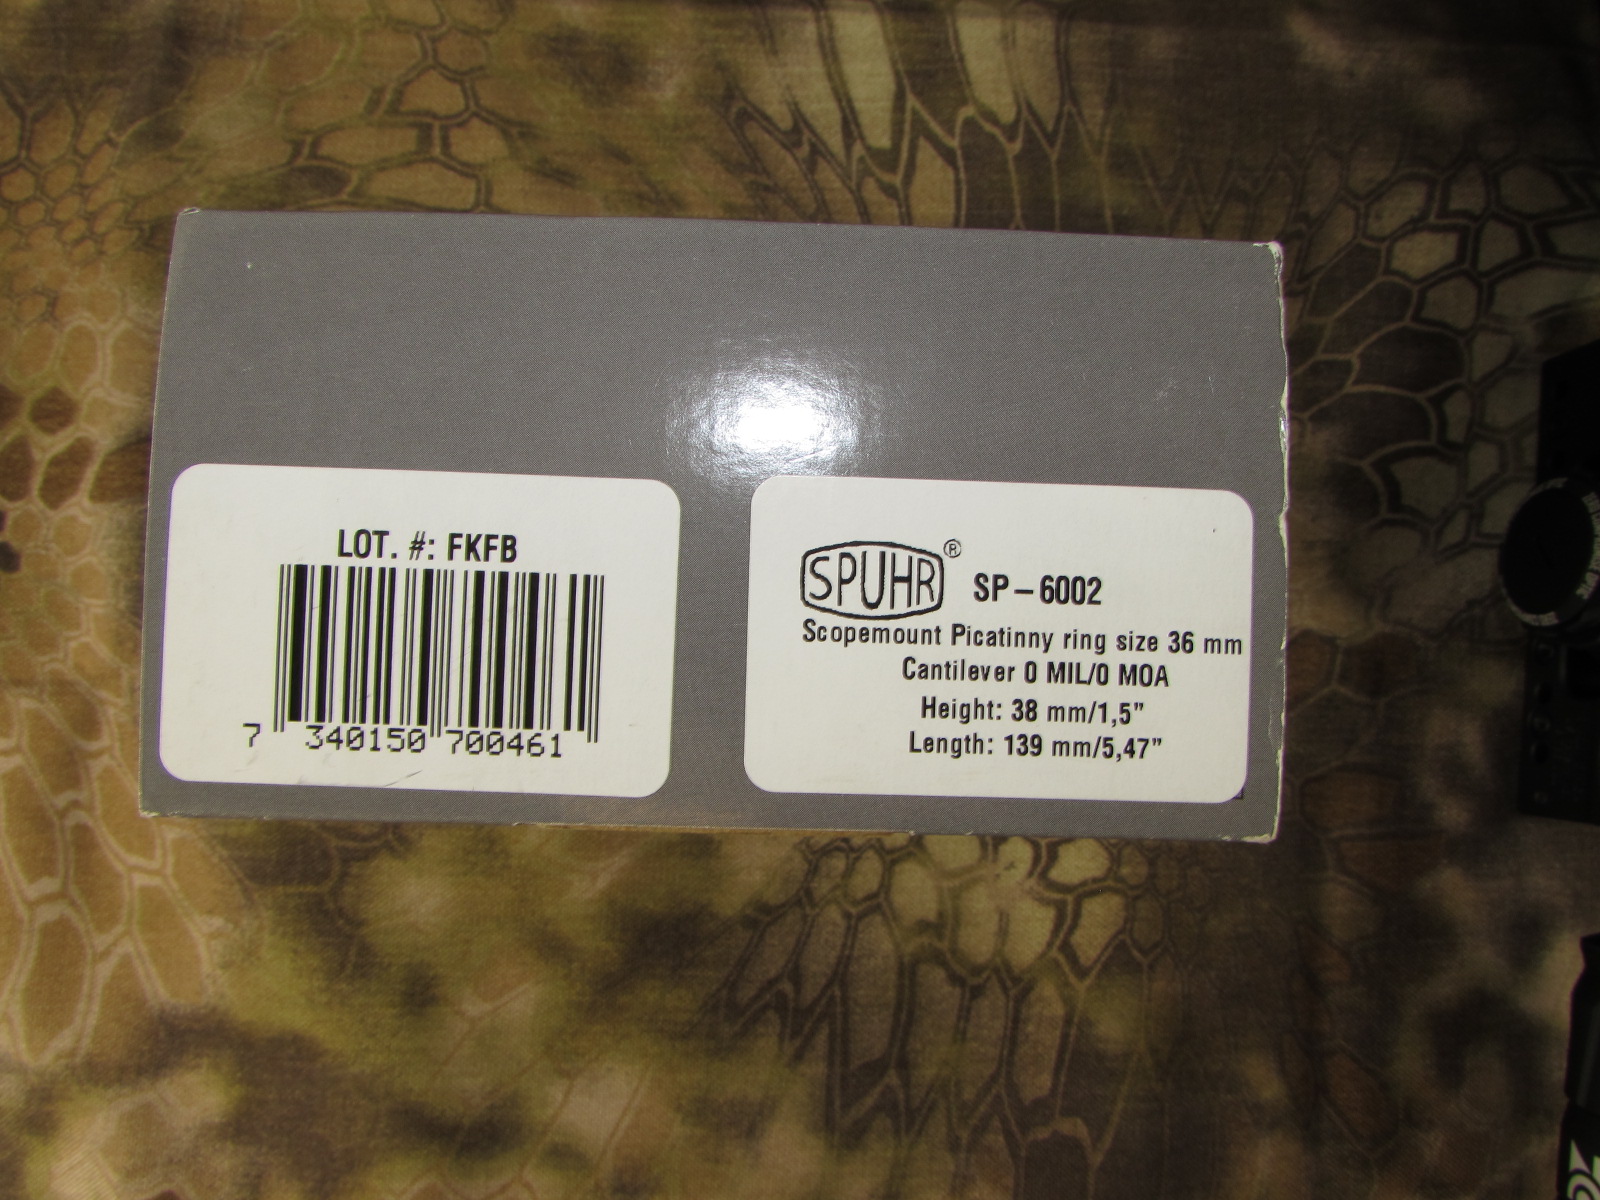 LOT. #: FKFB
7 340150 700461
SPUHR® SP-6002
Scopemount Picatinny ring size 36 mm
Cantilever 0 MIL/0 MOA
Height: 38 mm/1,5”
Length: 139 mm/5,47”